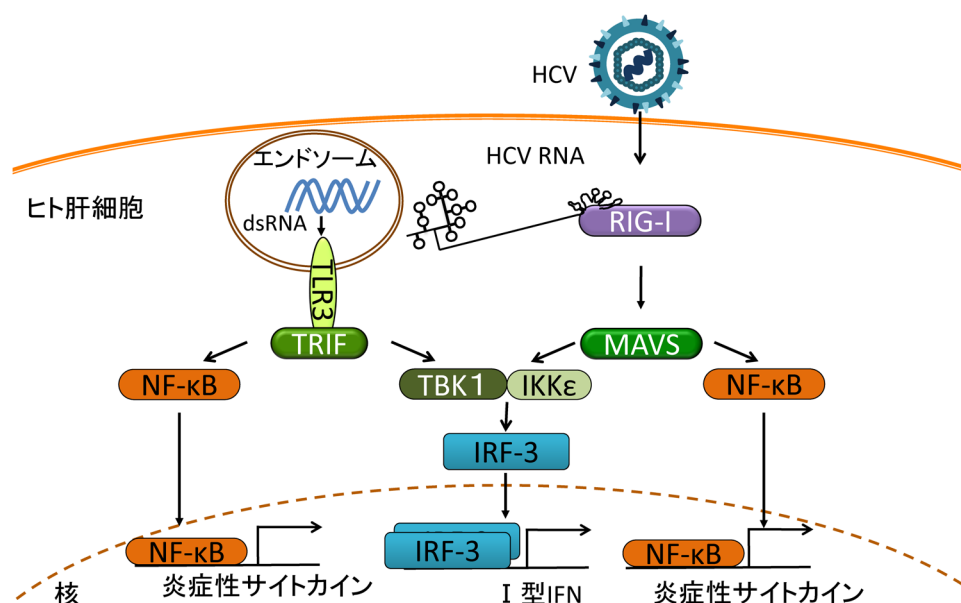 HCV
エンドソーム
HCV RNA
ヒト肝細胞
dsRNA
RIG-I
TLR3
TRIF
MAVS
NF-κB
TBK1
IKKε
NF-κB
IRF-3
NF-κB
IRF-3
NF-κB
核
炎症性サイトカイン
Ⅰ型IFN
炎症性サイトカイン